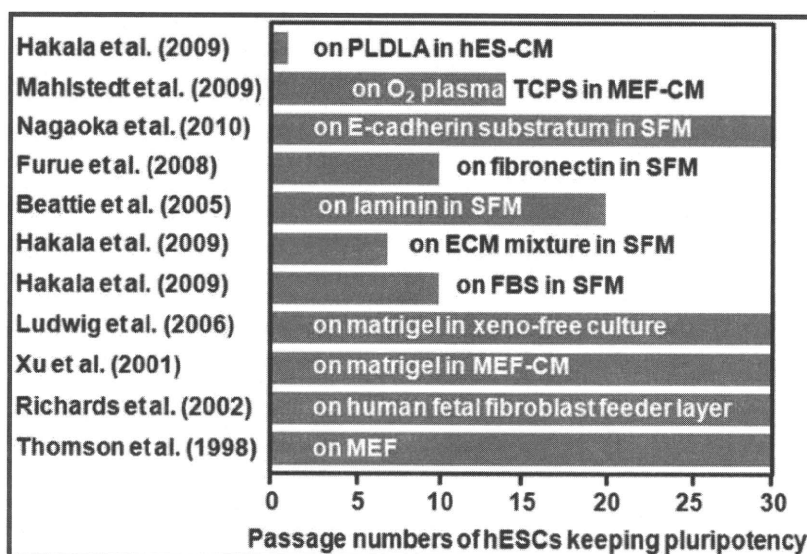 Hakala et al. (2009) on PLDLA in hES-CM
Mahlstedt et al. (2009) on O₂ plasma TCPS in MEF-CM
Nagaoka et al. (2010) on E-cadherin substratum in SFM
Furue et al. (2008) on fibronectin in SFM
Beattie et al. (2005) on laminin in SFM
Hakala et al. (2009) on ECM mixture in SFM
Hakala et al. (2009) on FBS in SFM
Ludwig et al. (2006) on matrigel in xeno-free culture
Xu et al. (2001) on matrigel in MEF-CM
Richards et al. (2002) on human fetal fibroblast feeder layer
Thomson et al. (1998) on MEF
0 5 10 15 20 25 30
Passage numbers of hESCs keeping pluripotency